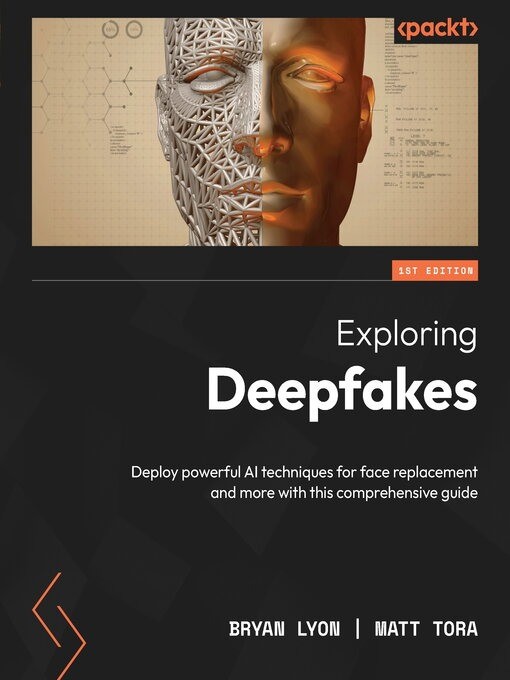 <packt>
1ST EDITION
Exploring
Deepfakes
Deploy powerful AI techniques for face replacement
and more with this comprehensive guide
BRYAN LYON | MATT TORA